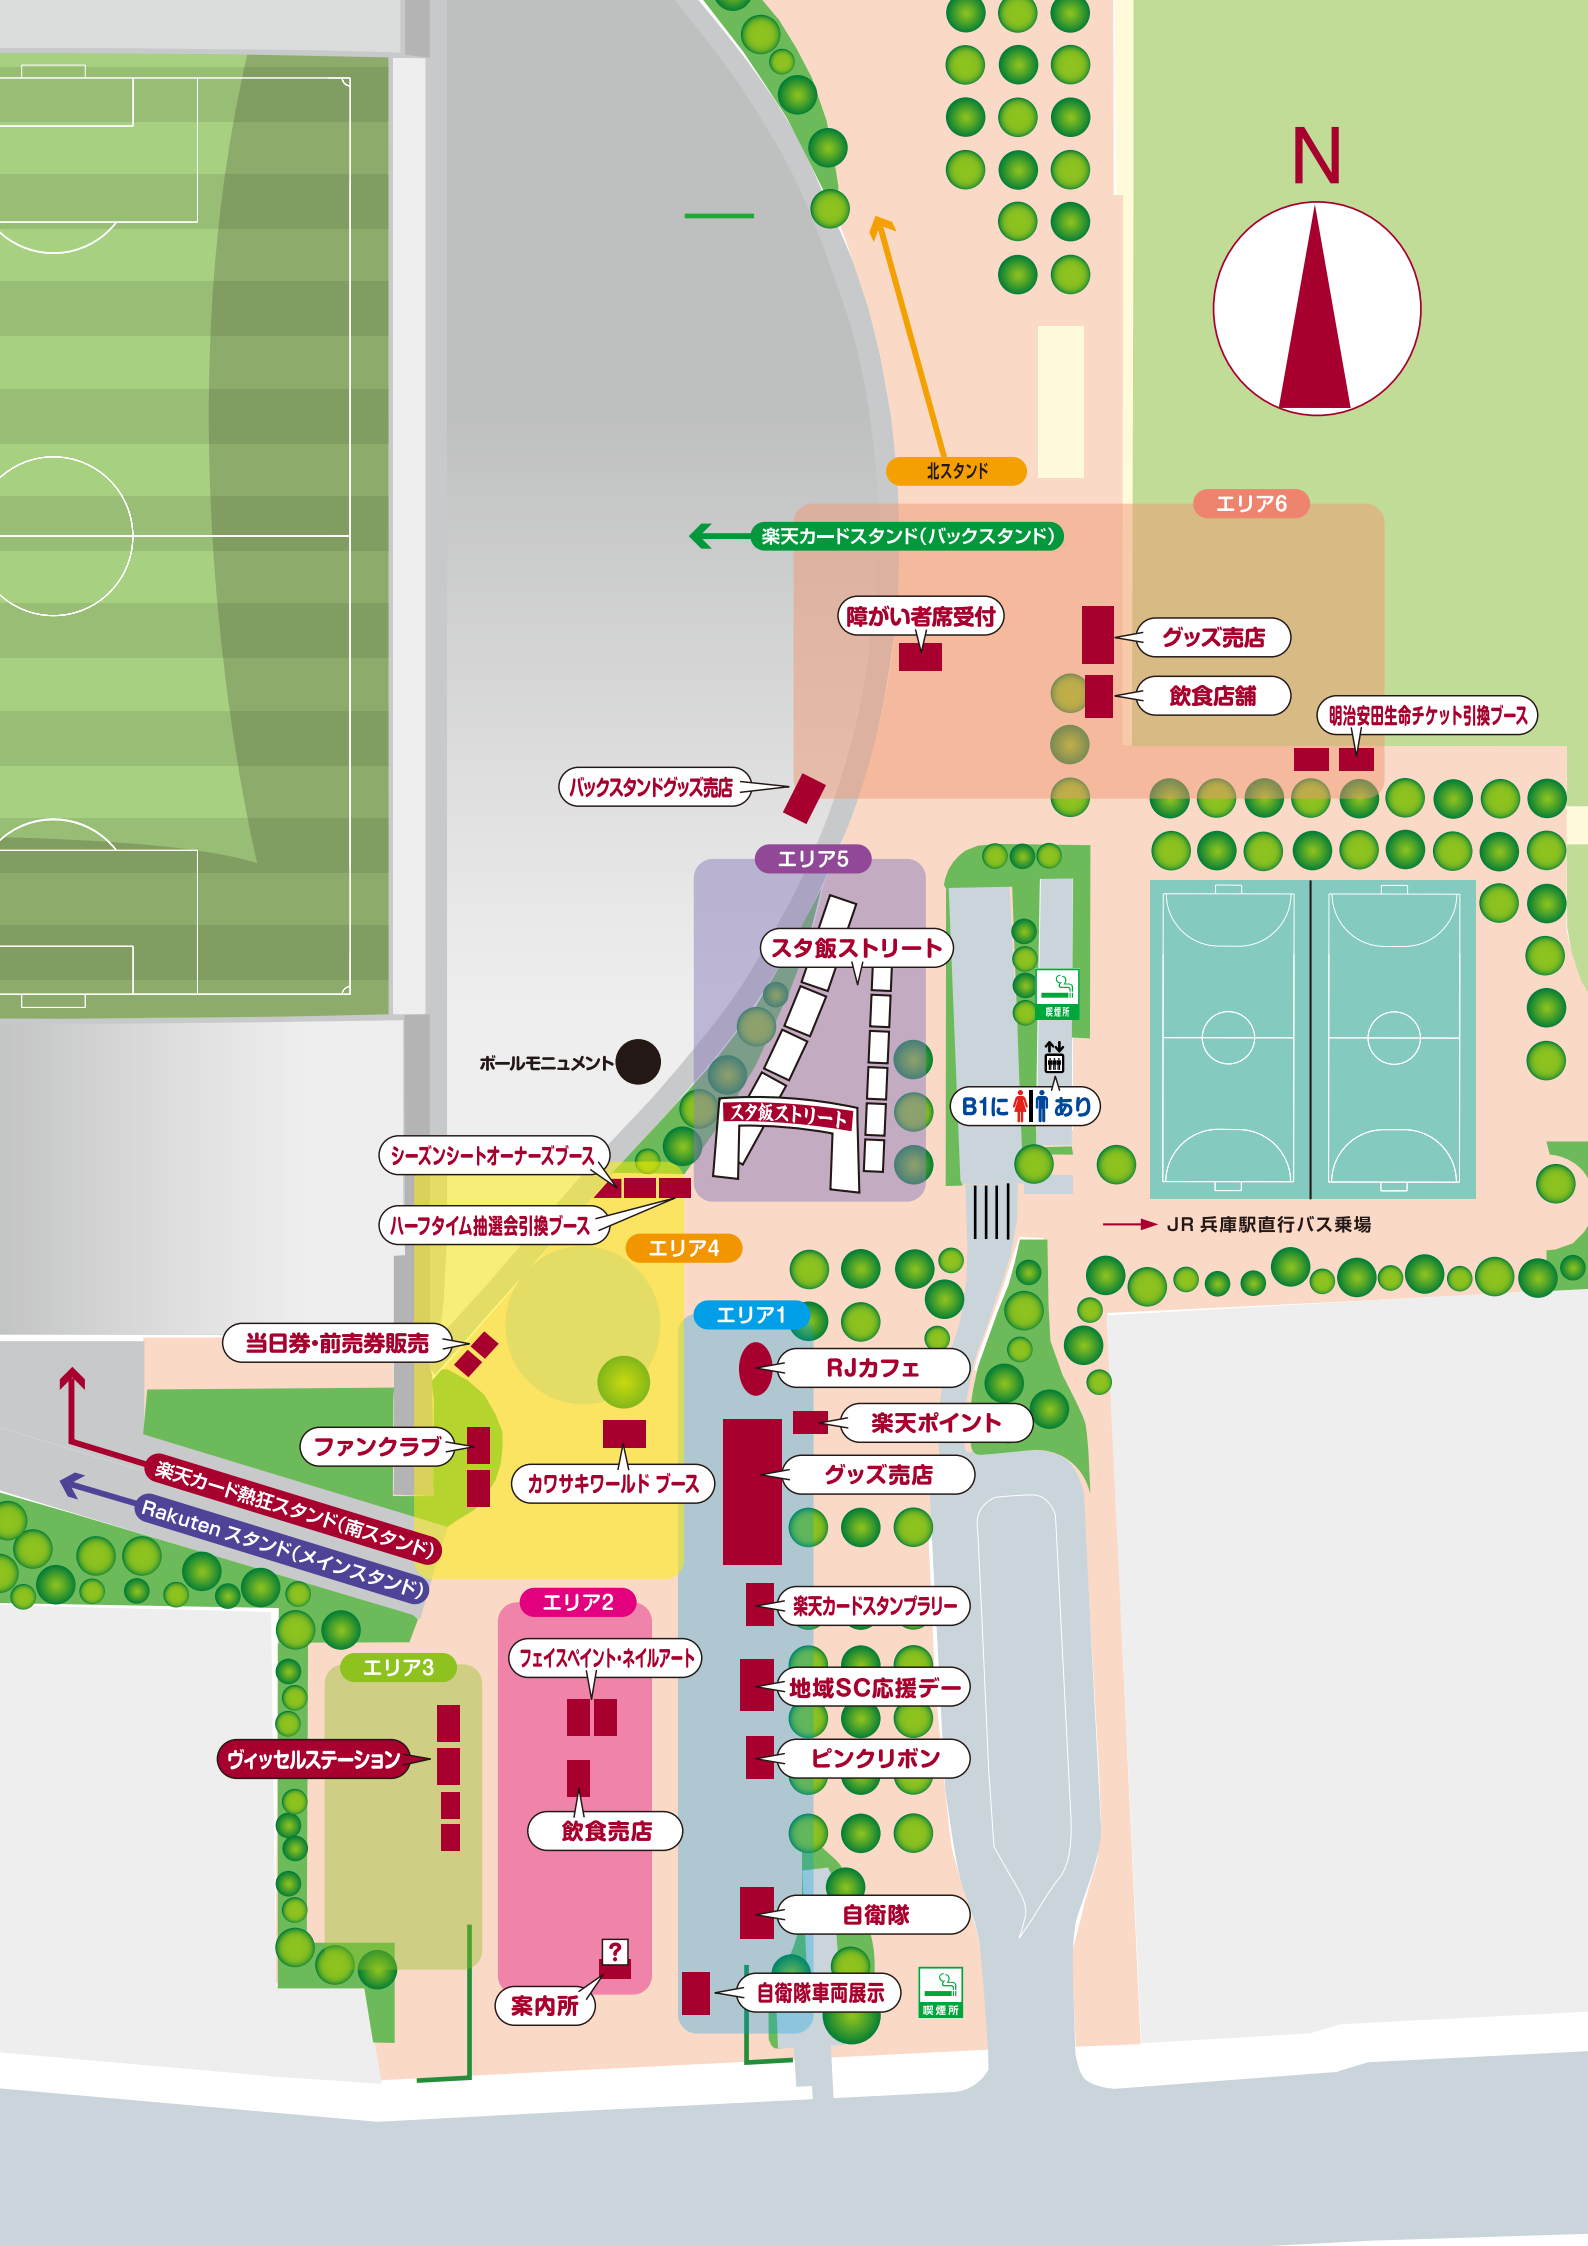 N
北スタンド
エリア6
楽天カードスタンド(バックスタンド)
障がい者席受付
グッズ売店
飲食店舗
明治安田生命チケット引換ブース
バックスタンドグッズ売店
エリア5
スタ飯ストリート
喫煙所
ボールモニュメント
B1に あり
スタ飯ストリート
シーズンシートオーナーズブース
ハーフタイム抽選会引換ブース
JR 兵庫駅直行バス乗場
エリア4
エリア1
当日券・前売券販売
RJカフェ
楽天ポイント
ファンクラブ
カワサキワールド ブース
グッズ売店
楽天カード熱狂スタンド(南スタンド)
Rakuten スタンド(メインスタンド)
エリア2
楽天カードスタンプラリー
フェイスペイント・ネイルアート
エリア3
地域SC応援デー
ヴィッセルステーション
ピンクリボン
飲食売店
自衛隊
?
案内所
自衛隊車両展示
喫煙所